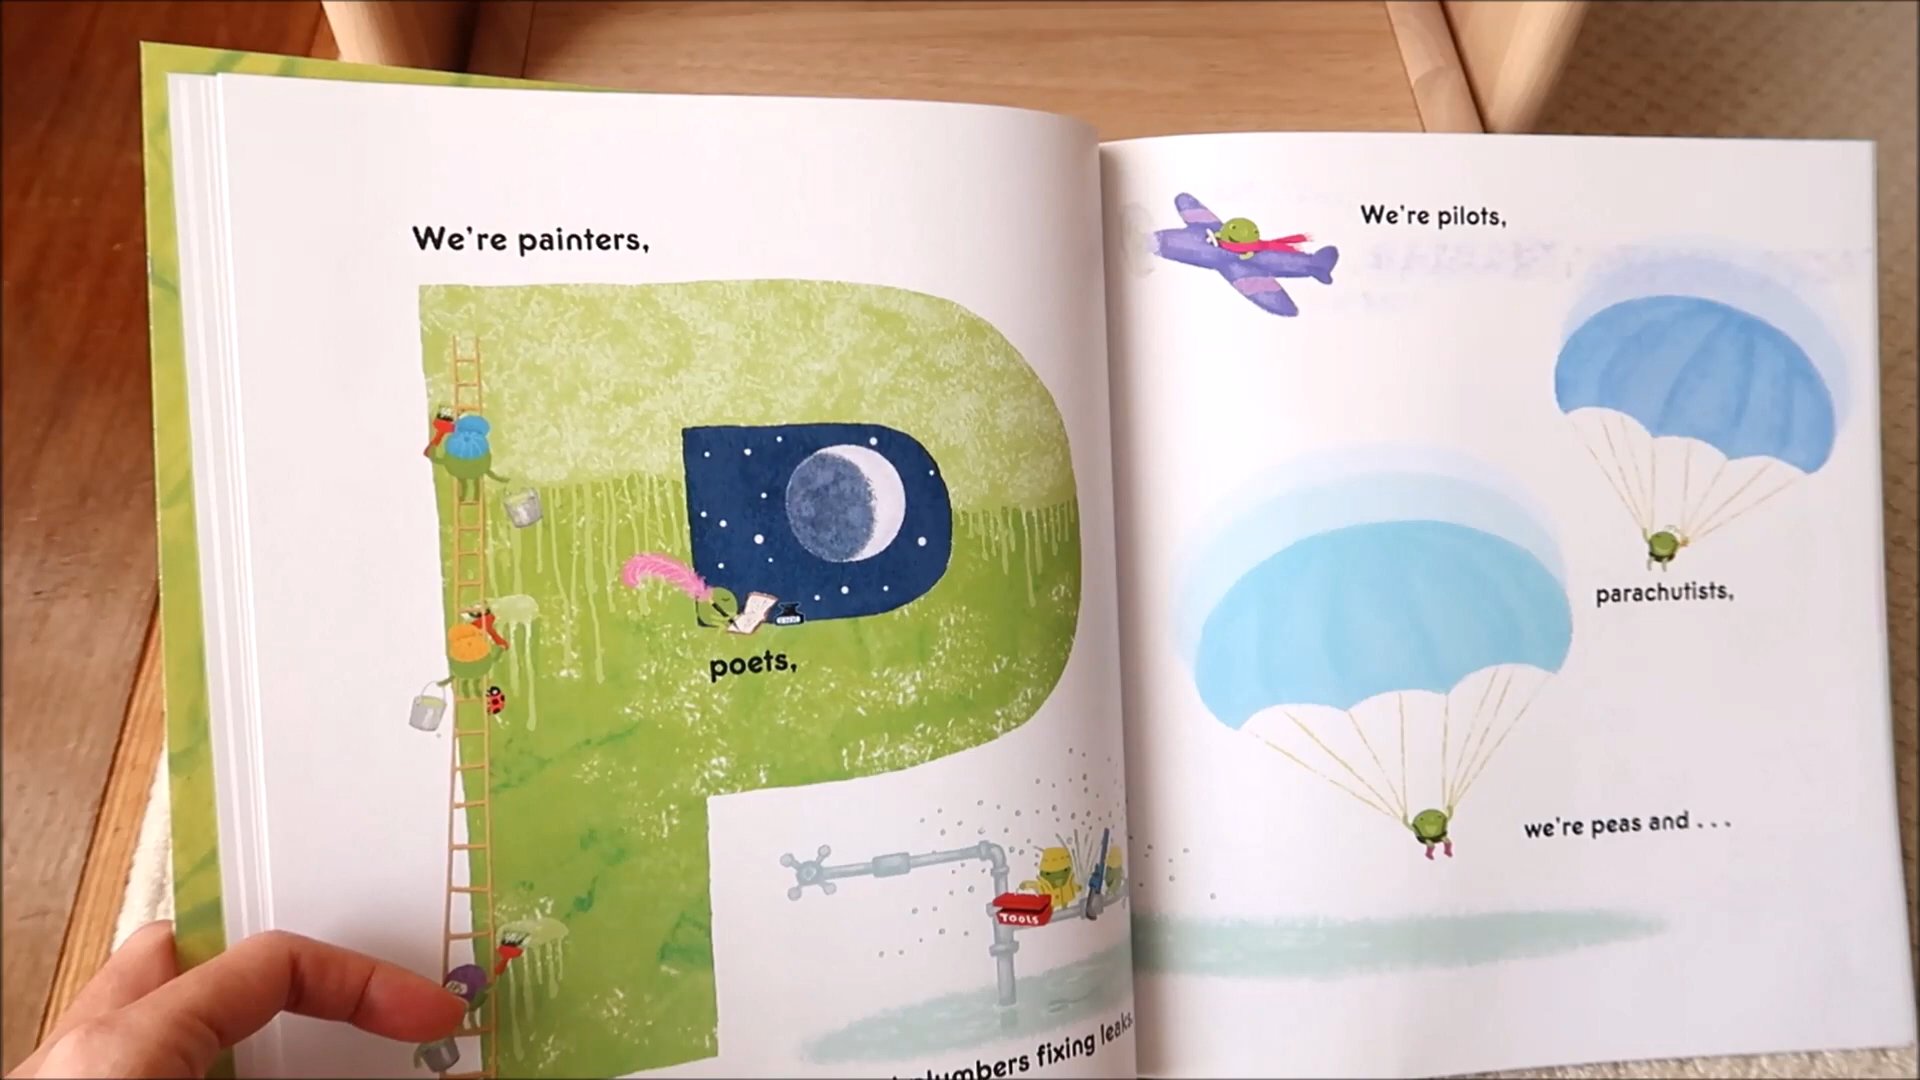 We're painters,
poets,
TOOLS
plumbers fixing leaks.
We're pilots,
parachutists,
we're peas and . . .